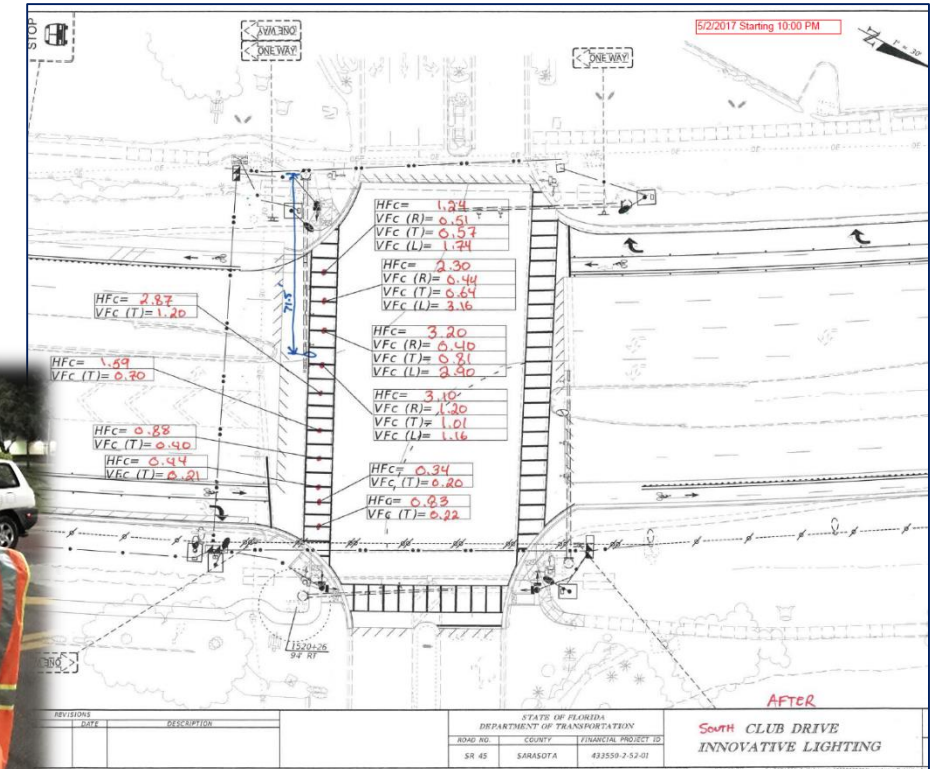 STOP
ONE WAY
ONE WAY
ONE WAY
5/2/2017 Starting 10:00 PM
N
1" = 30'
HFc= 1.24
VFc (R)= 0.51
VFc (T)= 0.57
VFc (L)= 1.74
HFc= 2.30
VFc (R)= 0.44
VFc (T)= 0.64
VFc (L)= 3.16
HFc= 2.87
VFc (T)= 1.20
71.5
HFc= 3.20
VFc (R)= 0.40
VFc (T)= 0.81
VFc (L)= 2.90
HFc= 1.59
VFc (T)= 0.70
HFc= 3.10
VFc (R)= 1.20
VFc (T)= 1.01
VFc (L)= 1.16
HFc= 0.88
VFc (T)= 0.40
HFc= 0.44
VFc (T)= 0.21
HFc= 0.34
VFc (T)= 0.20
HFc= 0.83
VFc (T)= 0.22
1520+26
94' RT
AFTER
REVISIONS
DATE DESCRIPTION
STATE OF FLORIDA
DEPARTMENT OF TRANSPORTATION
ROAD NO. COUNTY FINANCIAL PROJECT ID
SR 45 SARASOTA 433550-2-52-01
SOUTH CLUB DRIVE
INNOVATIVE LIGHTING